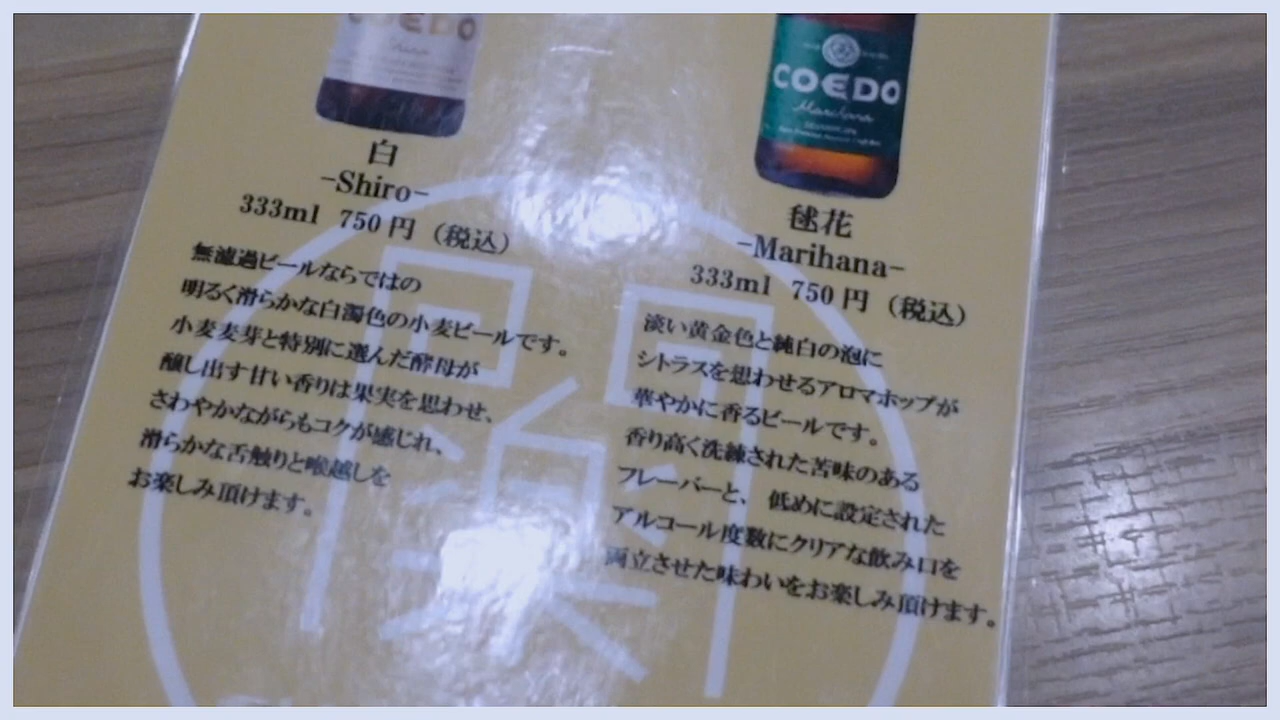 COEDO
Shiro
白
-Shiro-
333ml 750円（税込）
無濾過ビールならではの
明るく滑らかな白濁色の小麦ビールです。
小麦麦芽と特別に選んだ酵母が
醸し出す甘い香りは果実を思わせ、
さわやかながらもコクが感じれ、
滑らかな舌触りと喉越しを
お楽しみ頂けます。
COEDO
Marihana
毬花
-Marihana-
333ml 750円（税込）
淡い黄金色と純白の泡に
シトラスを思わせるアロマホップが
華やかに香るビールです。
香り高く洗練された苦味のある
フレーバーと、 低めに設定された
アルコール度数にクリアな飲み口を
両立させた味わいをお楽しみ頂けます。